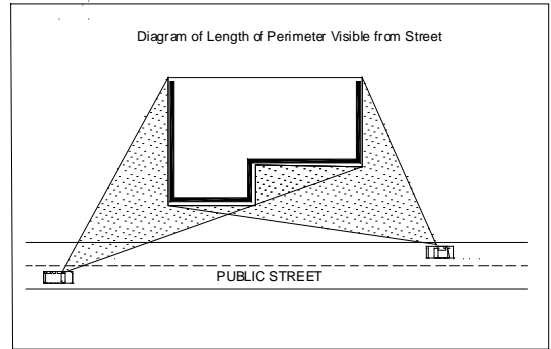 Diagram of Length of Perimeter Visible from Street
PUBLIC STREET